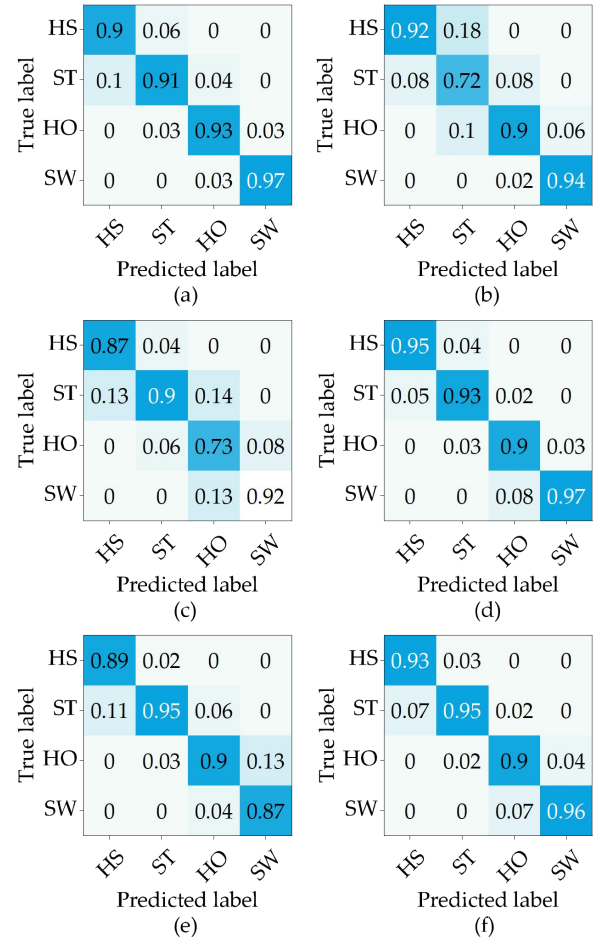 True label
HS 0.9 0.06 0 0
ST 0.1 0.91 0.04 0
HO 0 0.03 0.93 0.03
SW 0 0 0.03 0.97
HS ST HO SW
Predicted label
(a)
True label
HS 0.92 0.18 0 0
ST 0.08 0.72 0.08 0
HO 0 0.1 0.9 0.06
SW 0 0 0.02 0.94
HS ST HO SW
Predicted label
(b)
True label
HS 0.87 0.04 0 0
ST 0.13 0.9 0.14 0
HO 0 0.06 0.73 0.08
SW 0 0 0.13 0.92
HS ST HO SW
Predicted label
(c)
True label
HS 0.95 0.04 0 0
ST 0.05 0.93 0.02 0
HO 0 0.03 0.9 0.03
SW 0 0 0.08 0.97
HS ST HO SW
Predicted label
(d)
True label
HS 0.89 0.02 0 0
ST 0.11 0.95 0.06 0
HO 0 0.03 0.9 0.13
SW 0 0 0.04 0.87
HS ST HO SW
Predicted label
(e)
True label
HS 0.93 0.03 0 0
ST 0.07 0.95 0.02 0
HO 0 0.02 0.9 0.04
SW 0 0 0.07 0.96
HS ST HO SW
Predicted label
(f)